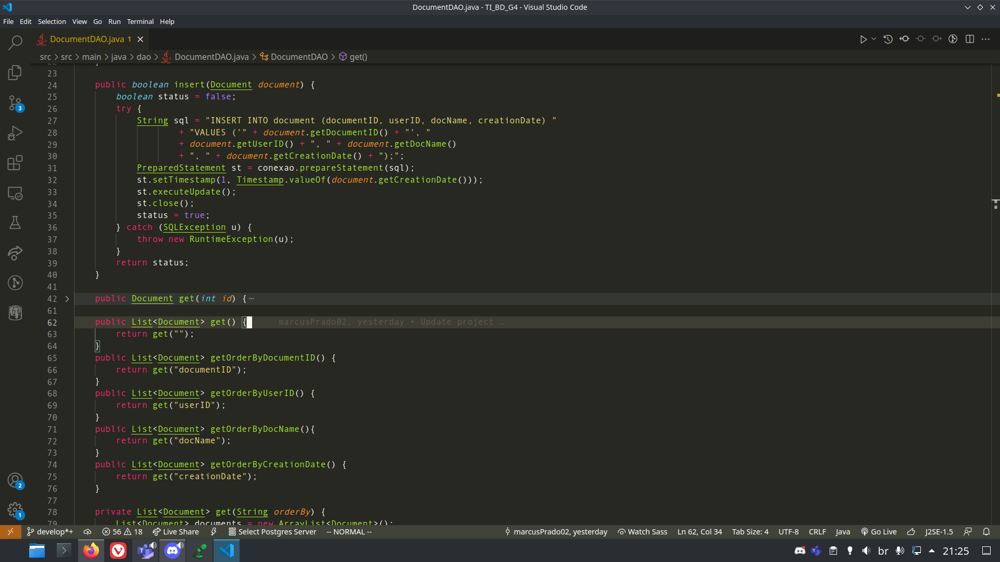 DocumentDAO.java - TI_BD_G4 - Visual Studio Code
File Edit Selection View Go Run Terminal Help
DocumentDAO.java 1
src > src > main > java > dao > DocumentDAO.java > DocumentDAO > get()
23
24 public boolean insert(Document document) {
25 boolean status = false;
26 try {
27 String sql = "INSERT INTO document (documentID, userID, docName, creationDate) "
28 + "VALUES ('" + document.getDocumentID() + "', "
29 + document.getUserID() + ", " + document.getDocName()
30 + ", " + document.getCreationDate() + ");";
31 PreparedStatement st = conexao.prepareStatement(sql);
32 st.setTimestamp(1, Timestamp.valueOf(document.getCreationDate()));
33 st.executeUpdate();
34 st.close();
35 status = true;
36 } catch (SQLException u) {
37 throw new RuntimeException(u);
38 }
39 return status;
40 }
41
42 > public Document get(int id) { ⋯
61
62 public List<Document> get() { marcusPrado02, yesterday • Update project …
63 return get("");
64 }
65 public List<Document> getOrderByDocumentID() {
66 return get("documentID");
67 }
68 public List<Document> getOrderByUserID() {
69 return get("userID");
70 }
71 public List<Document> getOrderByDocName(){
72 return get("docName");
73 }
74 public List<Document> getOrderByCreationDate() {
75 return get("creationDate");
76 }
77
78 private List<Document> get(String orderBy) {
79 List<Document> documents = new ArrayList<Document>();
3
2
1
develop*+ 56 18 Live Share Select Postgres Server -- NORMAL -- marcusPrado02, yesterday Watch Sass Ln 62, Col 34 Tab Size: 4 UTF-8 CRLF Java Go Live J2SE-1.5
br 21:25